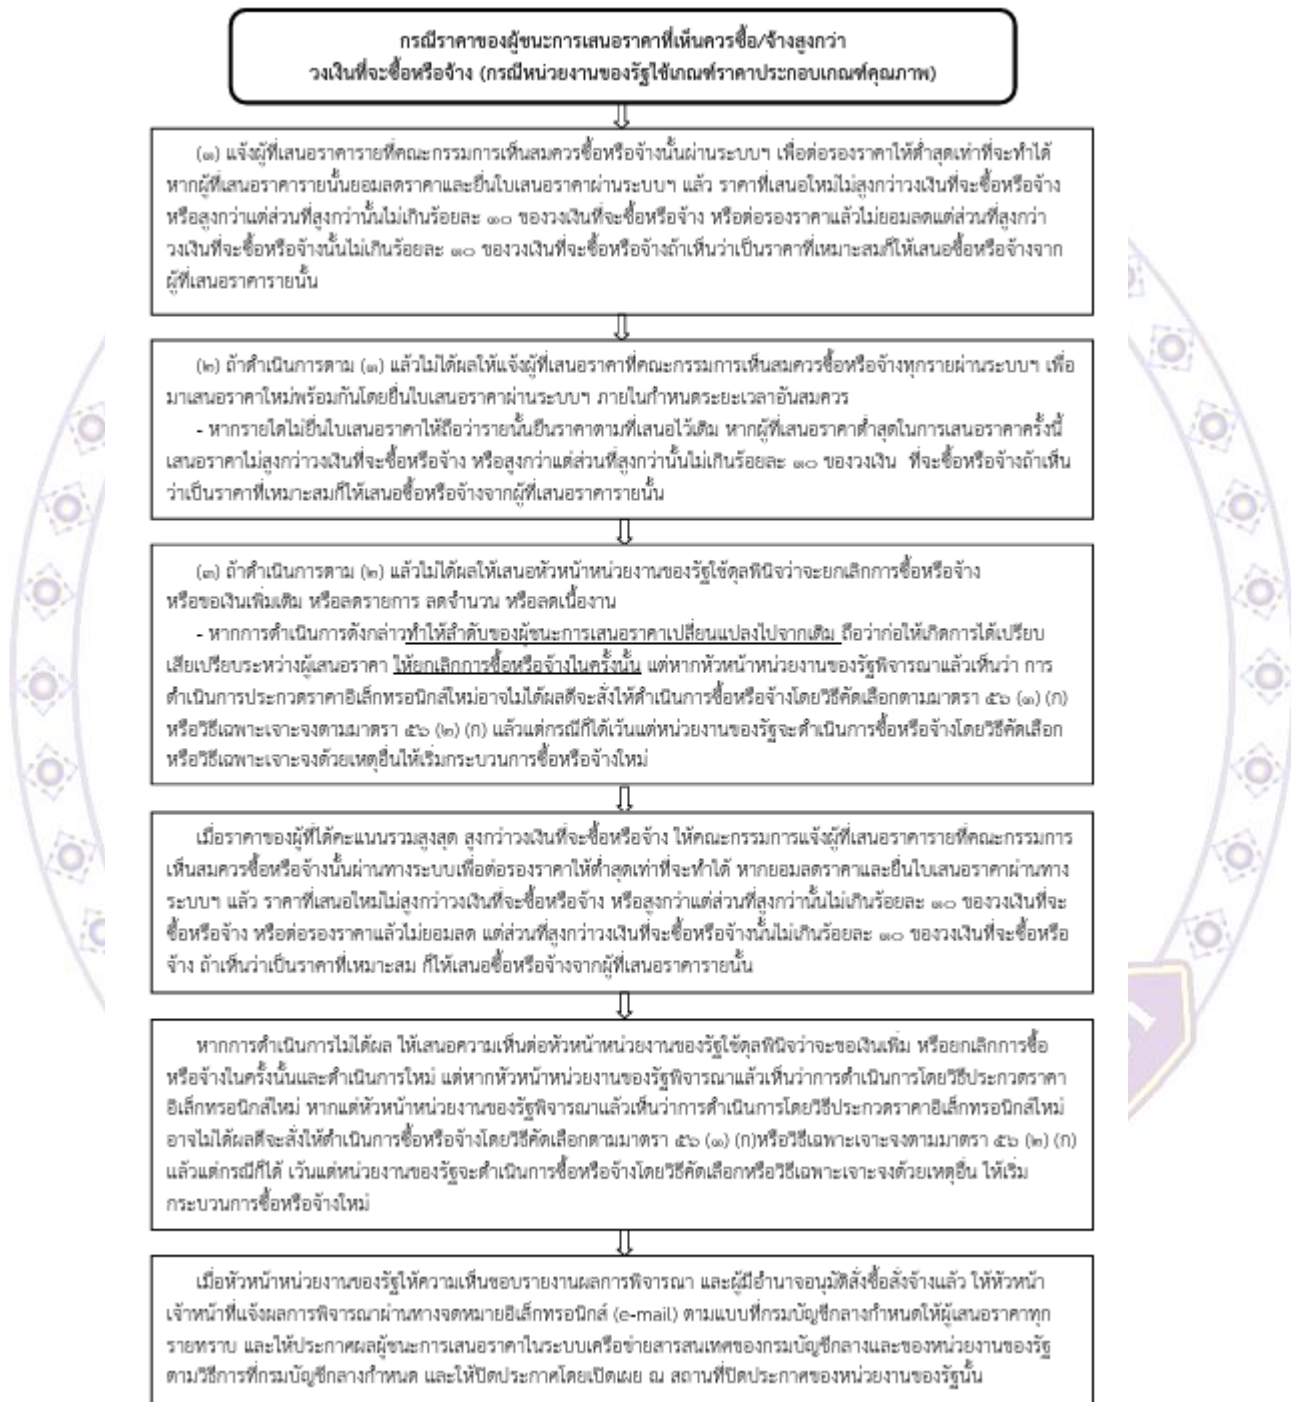 กรณีราคาของผู้ชนะการเสนอราคาที่เห็นควรซื้อ/จ้างสูงกว่า
วงเงินที่จะซื้อหรือจ้าง (กรณีหน่วยงานของรัฐใช้เกณฑ์ราคาประกอบเกณฑ์คุณภาพ)
(๑) แจ้งผู้ที่เสนอราคารายที่คณะกรรมการเห็นสมควรซื้อหรือจ้างนั้นผ่านระบบฯ เพื่อต่อรองราคาให้ต่ำสุดเท่าที่จะทำได้
หากผู้ที่เสนอราคารายนั้นยอมลดราคาและยื่นใบเสนอราคาผ่านระบบฯ แล้ว ราคาที่เสนอใหม่ไม่สูงกว่าวงเงินที่จะซื้อหรือจ้าง
หรือสูงกว่าแต่ส่วนที่สูงกว่านั้นไม่เกินร้อยละ ๑๐ ของวงเงินที่จะซื้อหรือจ้าง หรือต่อรองราคาแล้วไม่ยอมลดแต่ส่วนที่สูงกว่า
วงเงินที่จะซื้อหรือจ้างนั้นไม่เกินร้อยละ ๑๐ ของวงเงินที่จะซื้อหรือจ้างถ้าเห็นว่าเป็นราคาที่เหมาะสมก็ให้เสนอซื้อหรือจ้างจาก
ผู้ที่เสนอราคารายนั้น
(๒) ถ้าดำเนินการตาม (๑) แล้วไม่ได้ผลให้แจ้งผู้ที่เสนอราคาที่คณะกรรมการเห็นสมควรซื้อหรือจ้างทุกรายผ่านระบบฯ เพื่อ
มาเสนอราคาใหม่พร้อมกันโดยยื่นใบเสนอราคาผ่านระบบฯ ภายในกำหนดระยะเวลาอันสมควร
- หากรายใดไม่ยื่นใบเสนอราคาให้ถือว่ารายนั้นยืนราคาตามที่เสนอไว้เดิม หากผู้ที่เสนอราคาต่ำสุดในการเสนอราคาครั้งนี้
เสนอราคาไม่สูงกว่าวงเงินที่จะซื้อหรือจ้าง หรือสูงกว่าแต่ส่วนที่สูงกว่านั้นไม่เกินร้อยละ ๑๐ ของวงเงิน ที่จะซื้อหรือจ้างถ้าเห็น
ว่าเป็นราคาที่เหมาะสมก็ให้เสนอซื้อหรือจ้างจากผู้ที่เสนอราคารายนั้น
(๓) ถ้าดำเนินการตาม (๒) แล้วไม่ได้ผลให้เสนอหัวหน้าหน่วยงานของรัฐใช้ดุลพินิจว่าจะยกเลิกการซื้อหรือจ้าง
หรือขอเงินเพิ่มเติม หรือลดรายการ ลดจำนวน หรือลดเนื้องาน
- หากการดำเนินการดังกล่าวทำให้ลำดับของผู้ชนะการเสนอราคาเปลี่ยนแปลงไปจากเดิม ถือว่าก่อให้เกิดการได้เปรียบ
เสียเปรียบระหว่างผู้เสนอราคา ให้ยกเลิกการซื้อหรือจ้างในครั้งนั้น แต่หากหัวหน้าหน่วยงานของรัฐพิจารณาแล้วเห็นว่า การ
ดำเนินการประกวดราคาอิเล็กทรอนิกส์ใหม่อาจไม่ได้ผลดีจะสั่งให้ดำเนินการซื้อหรือจ้างโดยวิธีคัดเลือกตามมาตรา ๕๖ (๑) (ก)
หรือวิธีเฉพาะเจาะจงตามมาตรา ๕๖ (๒) (ก) แล้วแต่กรณีก็ได้เว้นแต่หน่วยงานของรัฐจะดำเนินการซื้อหรือจ้างโดยวิธีคัดเลือก
หรือวิธีเฉพาะเจาะจงด้วยเหตุอื่นให้เริ่มกระบวนการซื้อหรือจ้างใหม่
เมื่อราคาของผู้ที่ได้คะแนนรวมสูงสุด สูงกว่าวงเงินที่จะซื้อหรือจ้าง ให้คณะกรรมการแจ้งผู้ที่เสนอราคารายที่คณะกรรมการ
เห็นสมควรซื้อหรือจ้างนั้นผ่านทางระบบเพื่อต่อรองราคาให้ต่ำสุดเท่าที่จะทำได้ หากยอมลดราคาและยื่นใบเสนอราคาผ่านทาง
ระบบฯ แล้ว ราคาที่เสนอใหม่ไม่สูงกว่าวงเงินที่จะซื้อหรือจ้าง หรือสูงกว่าแต่ส่วนที่สูงกว่านั้นไม่เกินร้อยละ ๑๐ ของวงเงินที่จะ
ซื้อหรือจ้าง หรือต่อรองราคาแล้วไม่ยอมลด แต่ส่วนที่สูงกว่าวงเงินที่จะซื้อหรือจ้างนั้นไม่เกินร้อยละ ๑๐ ของวงเงินที่จะซื้อหรือ
จ้าง ถ้าเห็นว่าเป็นราคาที่เหมาะสม ก็ให้เสนอซื้อหรือจ้างจากผู้ที่เสนอราคารายนั้น
หากการดำเนินการไม่ได้ผล ให้เสนอความเห็นต่อหัวหน้าหน่วยงานของรัฐใช้ดุลพินิจว่าจะขอเงินเพิ่ม หรือยกเลิกการซื้อ
หรือจ้างในครั้งนั้นและดำเนินการใหม่ แต่หากหัวหน้าหน่วยงานของรัฐพิจารณาแล้วเห็นว่าการดำเนินการโดยวิธีประกวดราคา
อิเล็กทรอนิกส์ใหม่ หากแต่หัวหน้าหน่วยงานของรัฐพิจารณาแล้วเห็นว่าการดำเนินการโดยวิธีประกวดราคาอิเล็กทรอนิกส์ใหม่
อาจไม่ได้ผลดีจะสั่งให้ดำเนินการซื้อหรือจ้างโดยวิธีคัดเลือกตามมาตรา ๕๖ (๑) (ก)หรือวิธีเฉพาะเจาะจงตามมาตรา ๕๖ (๒) (ก)
แล้วแต่กรณีก็ได้ เว้นแต่หน่วยงานของรัฐจะดำเนินการซื้อหรือจ้างโดยวิธีคัดเลือกหรือวิธีเฉพาะเจาะจงด้วยเหตุอื่น ให้เริ่ม
กระบวนการซื้อหรือจ้างใหม่
เมื่อหัวหน้าหน่วยงานของรัฐให้ความเห็นชอบรายงานผลการพิจารณา และผู้มีอำนาจอนุมัติสั่งซื้อสั่งจ้างแล้ว ให้หัวหน้า
เจ้าหน้าที่แจ้งผลการพิจารณาผ่านทางจดหมายอิเล็กทรอนิกส์ (e-mail) ตามแบบที่กรมบัญชีกลางกำหนดให้ผู้เสนอราคาทุก
รายทราบ และให้ประกาศผลผู้ชนะการเสนอราคาในระบบเครือข่ายสารสนเทศของกรมบัญชีกลางและของหน่วยงานของรัฐ
ตามวิธีการที่กรมบัญชีกลางกำหนด และให้ปิดประกาศโดยเปิดเผย ณ สถานที่ปิดประกาศของหน่วยงานของรัฐนั้น